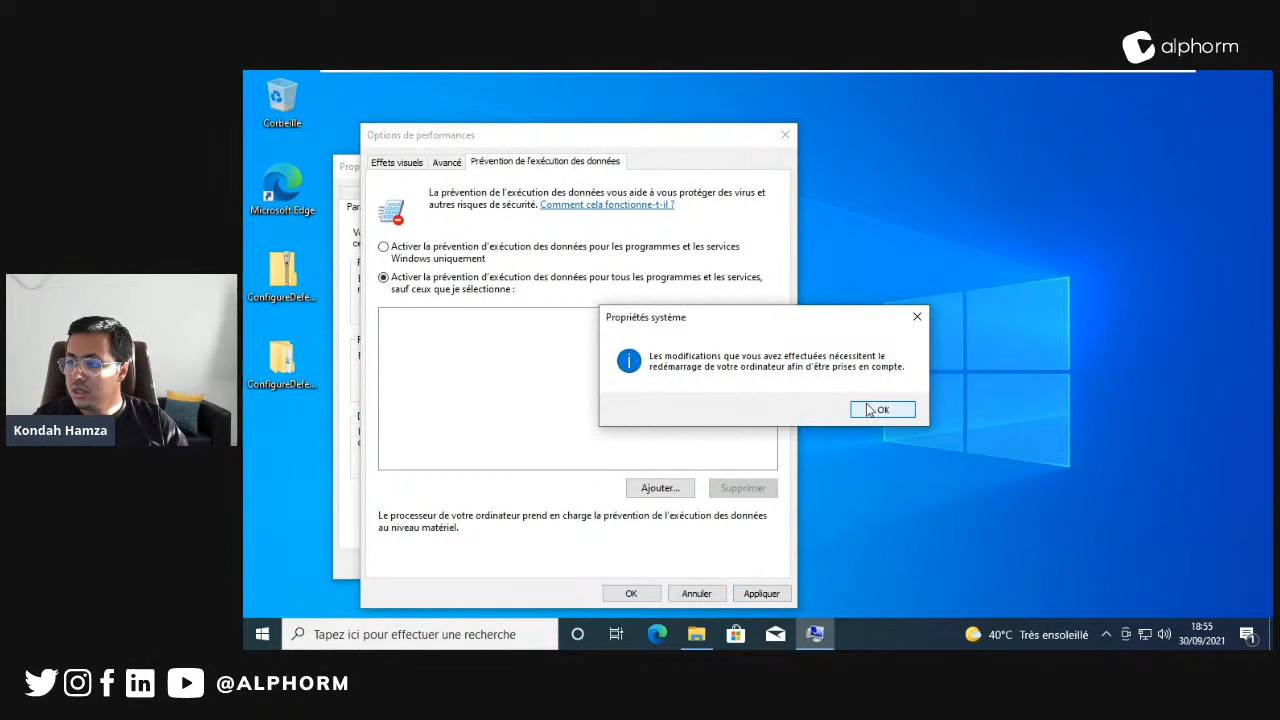 alphorm
Corbeille
Microsoft Edge
ConfigureDefe...
ConfigureDefe...
Options de performances
Prop
Effets visuels
Avancé
Prévention de l'exécution des données
Par
La prévention de l'exécution des données vous aide à vous protéger des virus et
autres risques de sécurité. Comment cela fonctionne-t-il ?
Activer la prévention d'exécution des données pour les programmes et les services
Windows uniquement
Activer la prévention d'exécution des données pour tous les programmes et les services,
sauf ceux que je sélectionne :
Propriétés système
Les modifications que vous avez effectuées nécessitent le
redémarrage de votre ordinateur afin d'être prises en compte.
OK
Ajouter...
Supprimer
Le processeur de votre ordinateur prend en charge la prévention de l'exécution des données
au niveau matériel.
OK
Annuler
Appliquer
Kondah Hamza
Tapez ici pour effectuer une recherche
40°C Très ensoleillé
18:55
30/09/2021
1
@ALPHORM